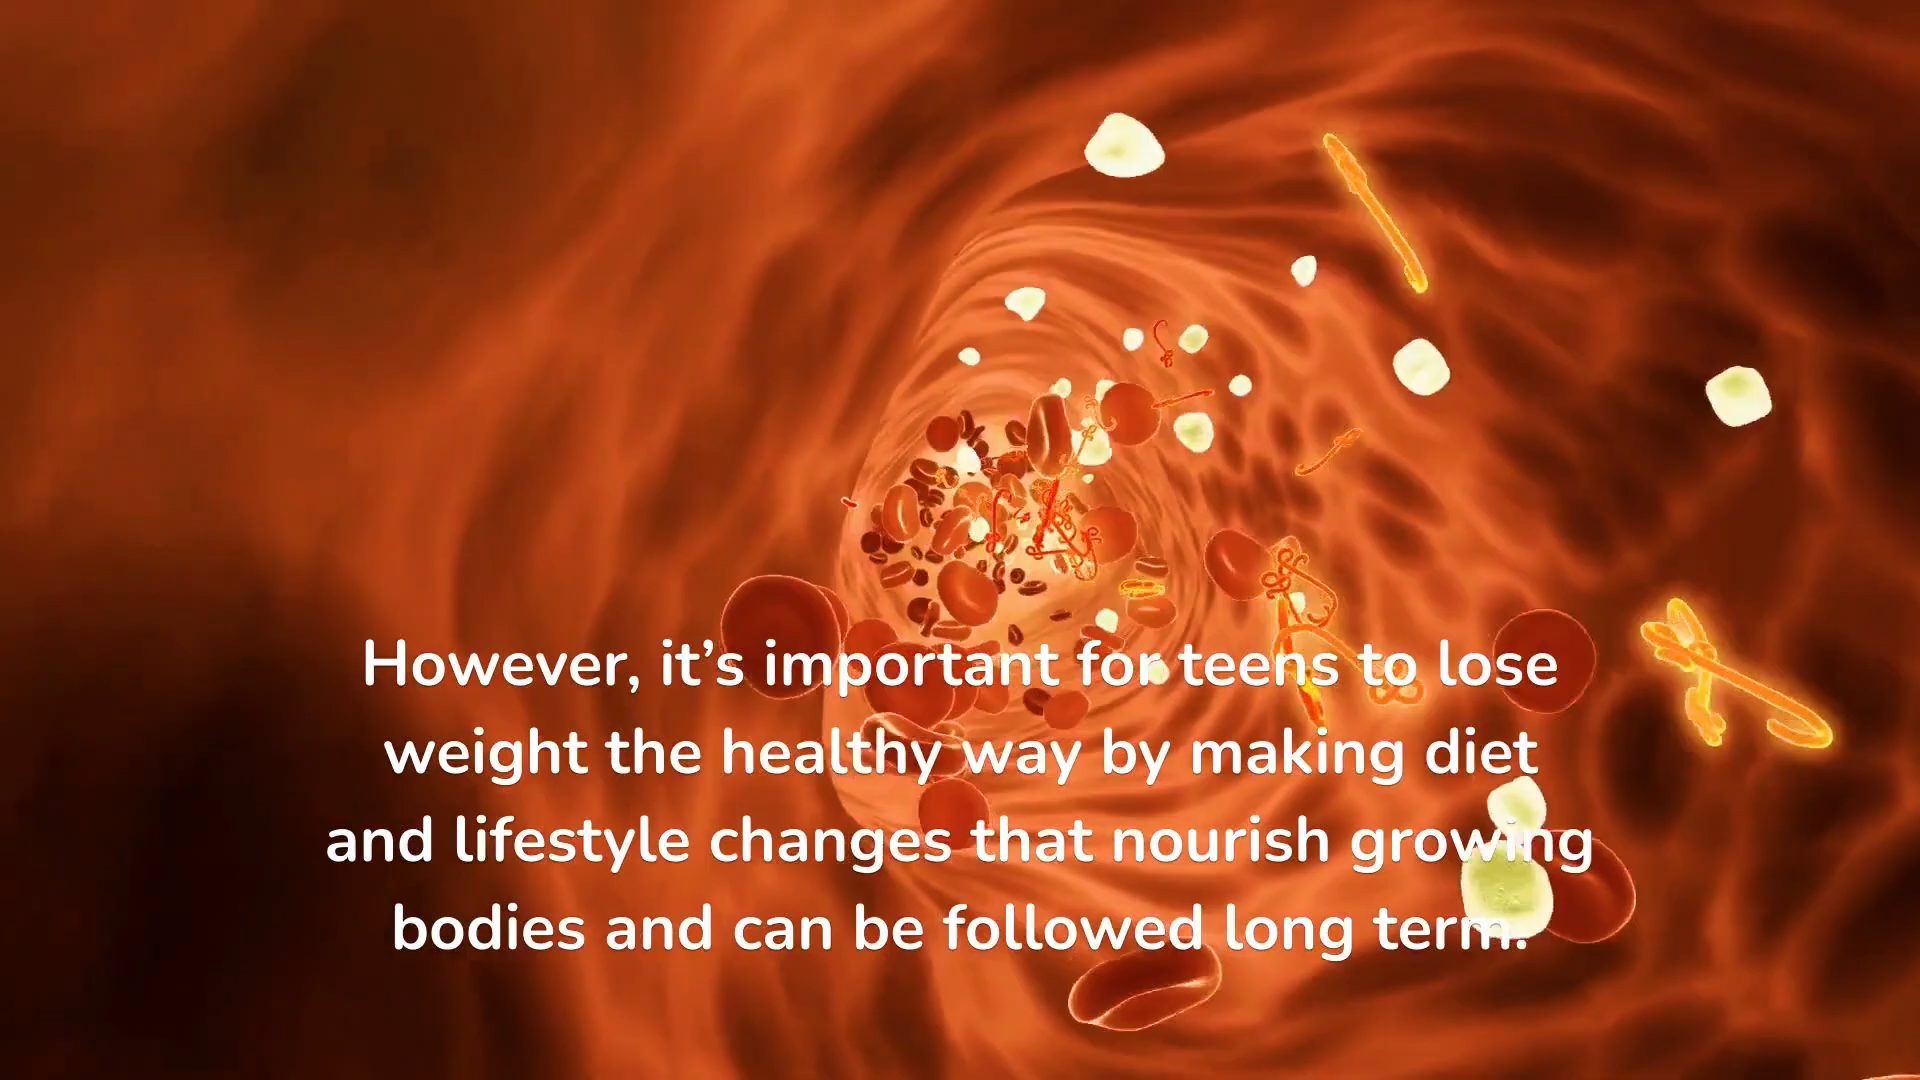 However, it’s important for teens to lose
weight the healthy way by making diet
and lifestyle changes that nourish growing
bodies and can be followed long term.